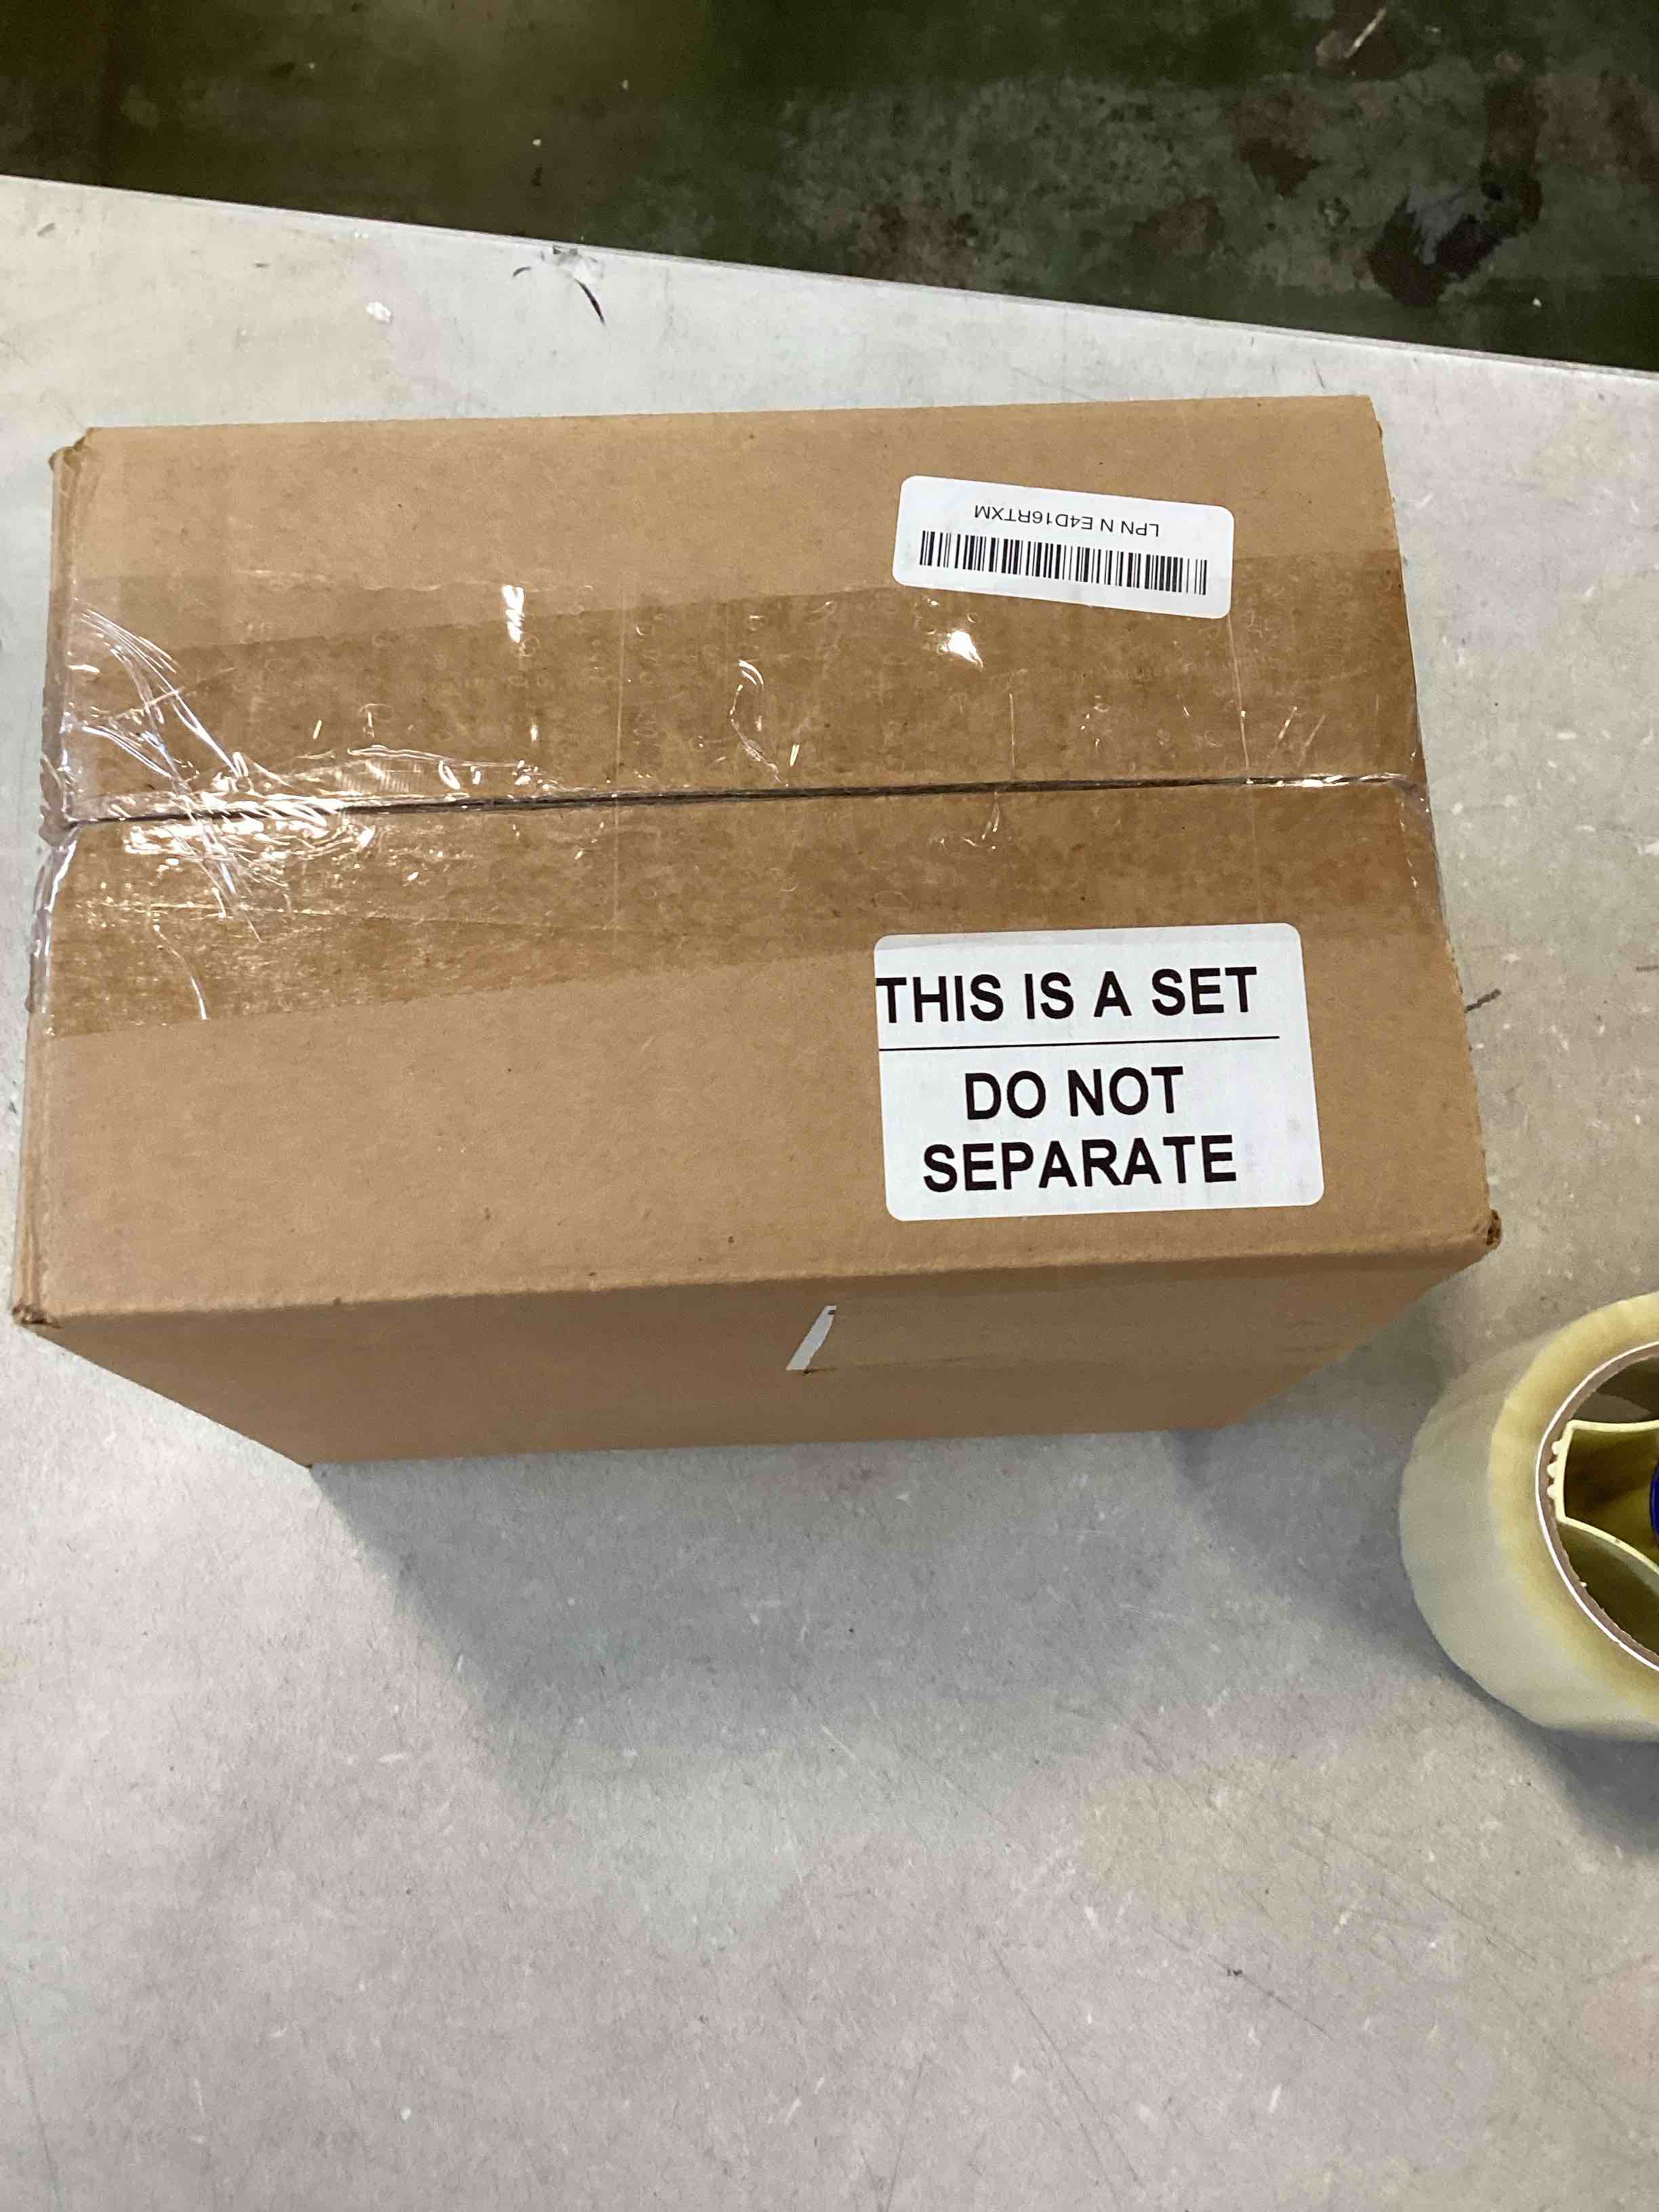 LPN N E4D16RTXM
THIS IS A SET
DO NOT
SEPARATE